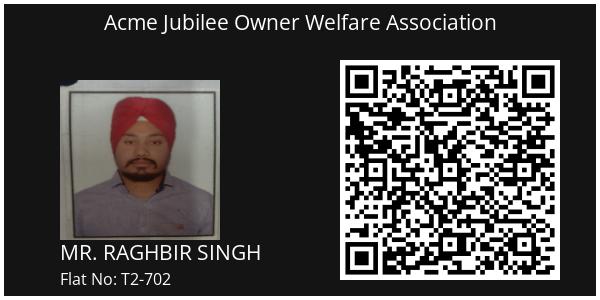 Acme Jubilee Owner Welfare Association
MR. RAGHBIR SINGH
Flat No: T2-702